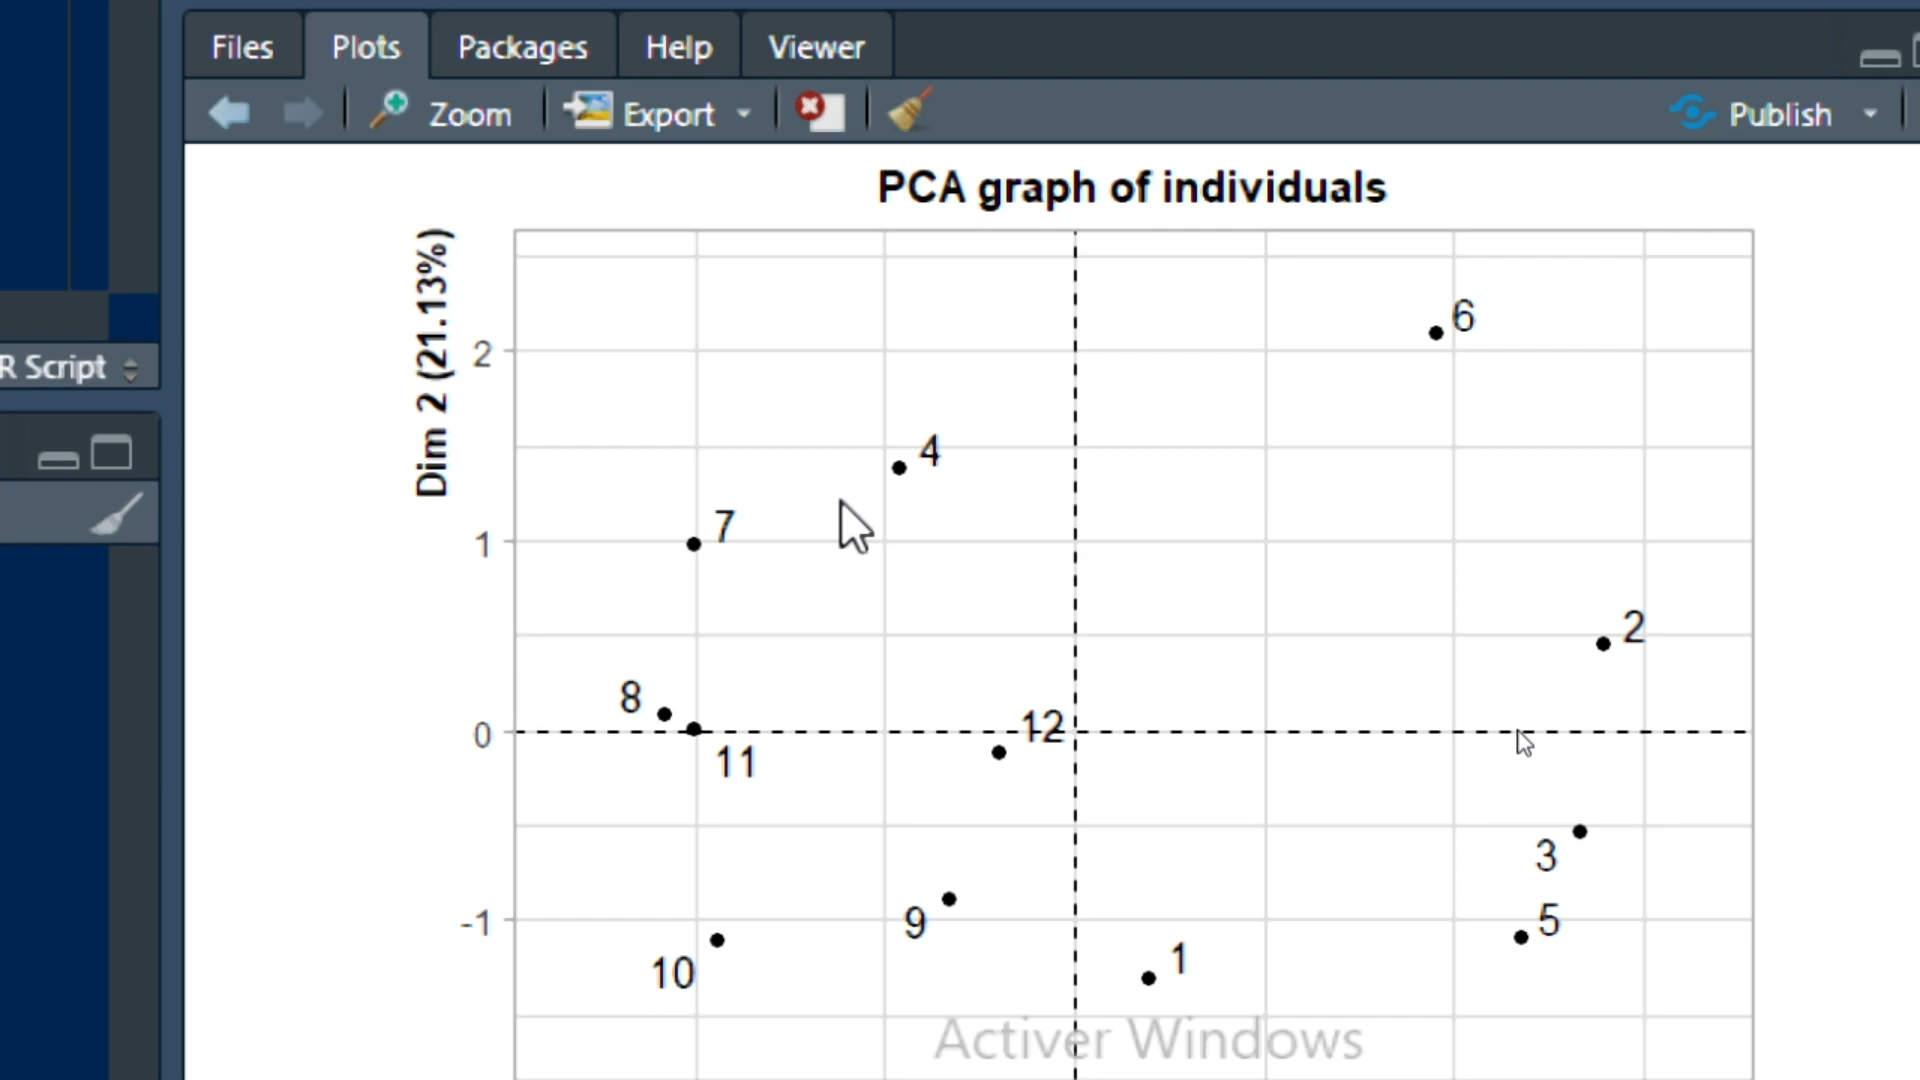 Files Plots Packages Help Viewer
Zoom Export Publish
PCA graph of individuals
Dim 2 (21.13%)
R Script
6
2
4
7
1
2
8
12
0
11
3
9
-1
5
10
1
Activer Windows